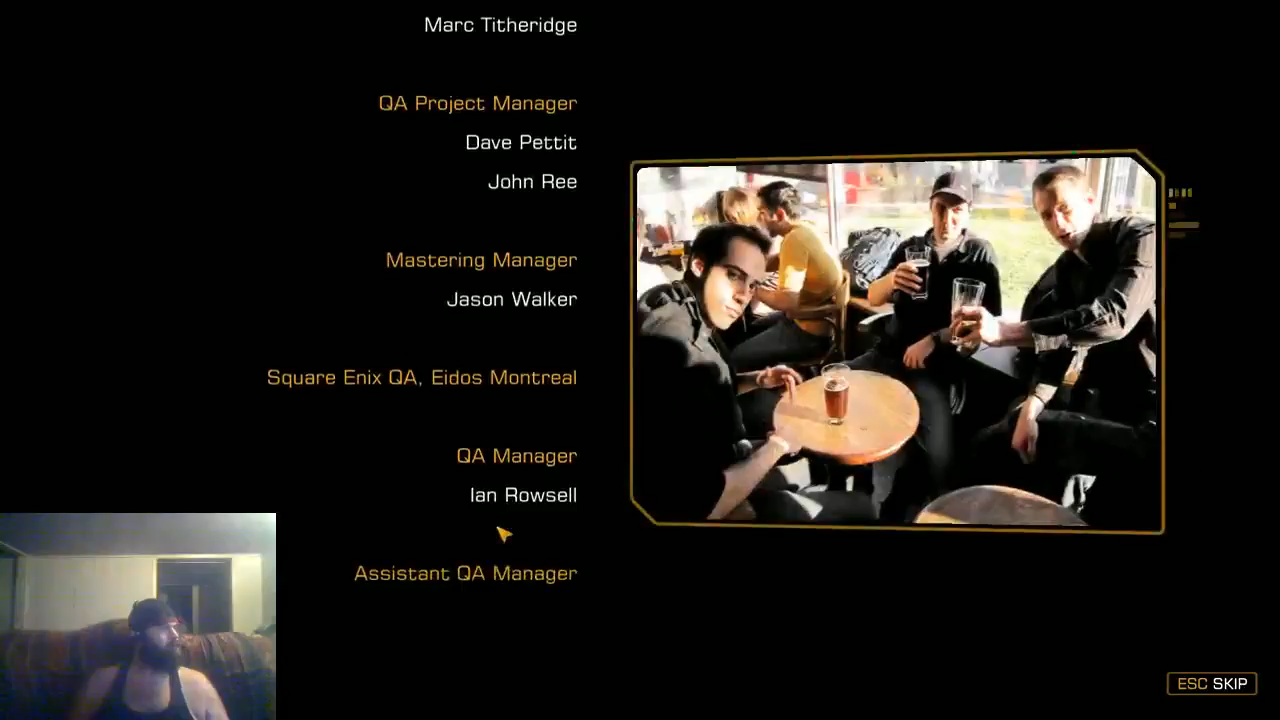 Marc Titheridge
QA Project Manager
Dave Pettit
John Ree
Mastering Manager
Jason Walker
Square Enix QA, Eidos Montreal
QA Manager
Ian Rowsell
Assistant QA Manager
ESC SKIP